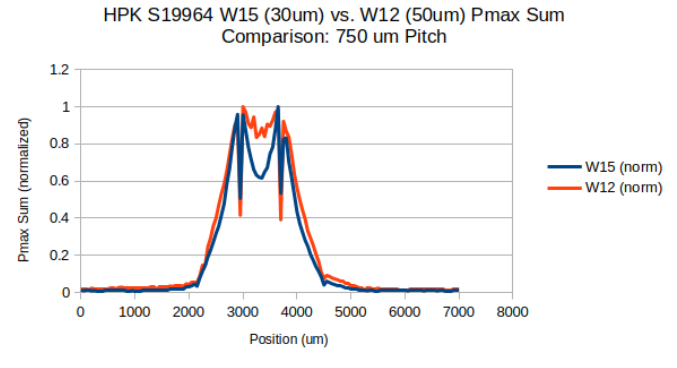 HPK S19964 W15 (30um) vs. W12 (50um) Pmax Sum
Comparison: 750 um Pitch
Pmax Sum (normalized)
1.2
1
0.8
0.6
0.4
0.2
0
0 1000 2000 3000 4000 5000 6000 7000 8000
Position (um)
W15 (norm)
W12 (norm)